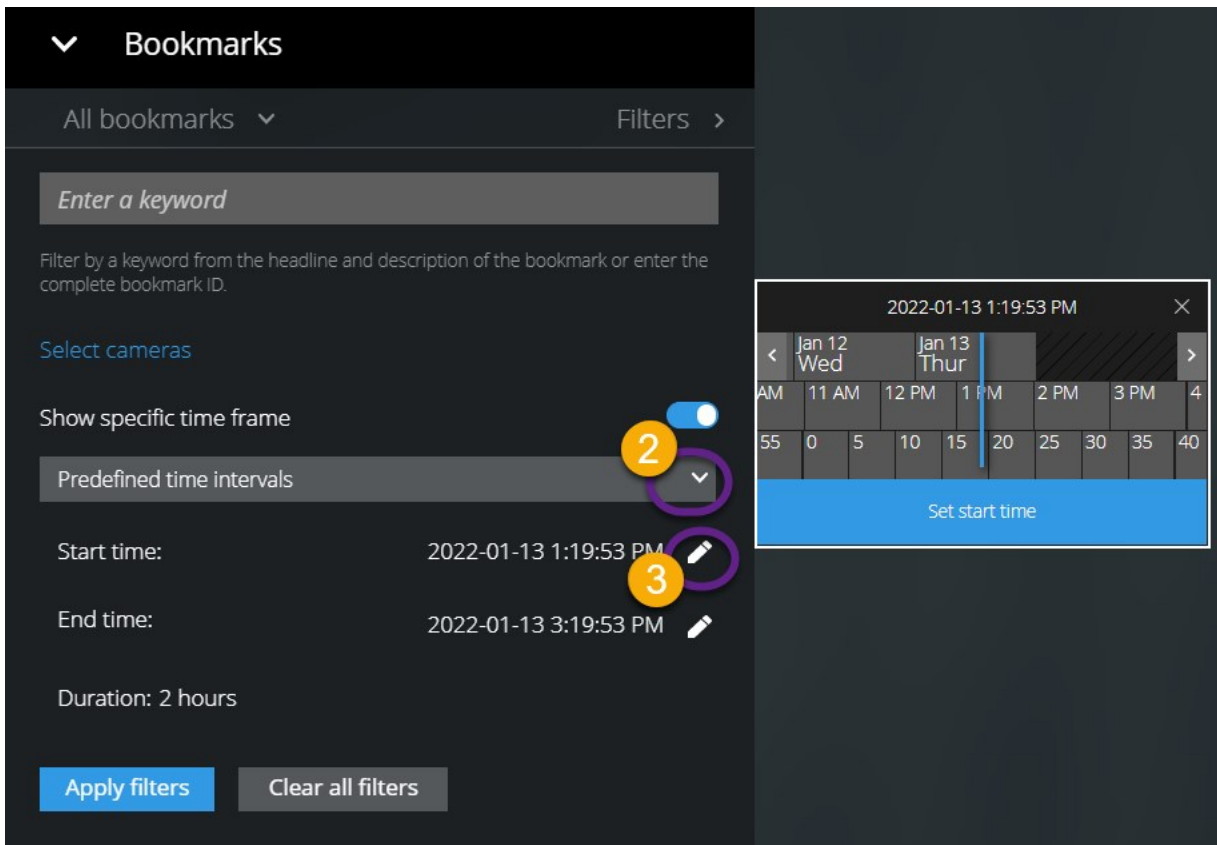 Bookmarks
All bookmarks
Filters
Enter a keyword
Filter by a keyword from the headline and description of the bookmark or enter the
complete bookmark ID.
Select cameras
Show specific time frame
2
Predefined time intervals
Start time: 2022-01-13 1:19:53 PM
3
End time: 2022-01-13 3:19:53 PM
Duration: 2 hours
Apply filters Clear all filters
2022-01-13 1:19:53 PM
Jan 12 Jan 13
Wed Thur
AM 11 AM 12 PM 1 PM 2 PM 3 PM 4
55 0 5 10 15 20 25 30 35 40
Set start time